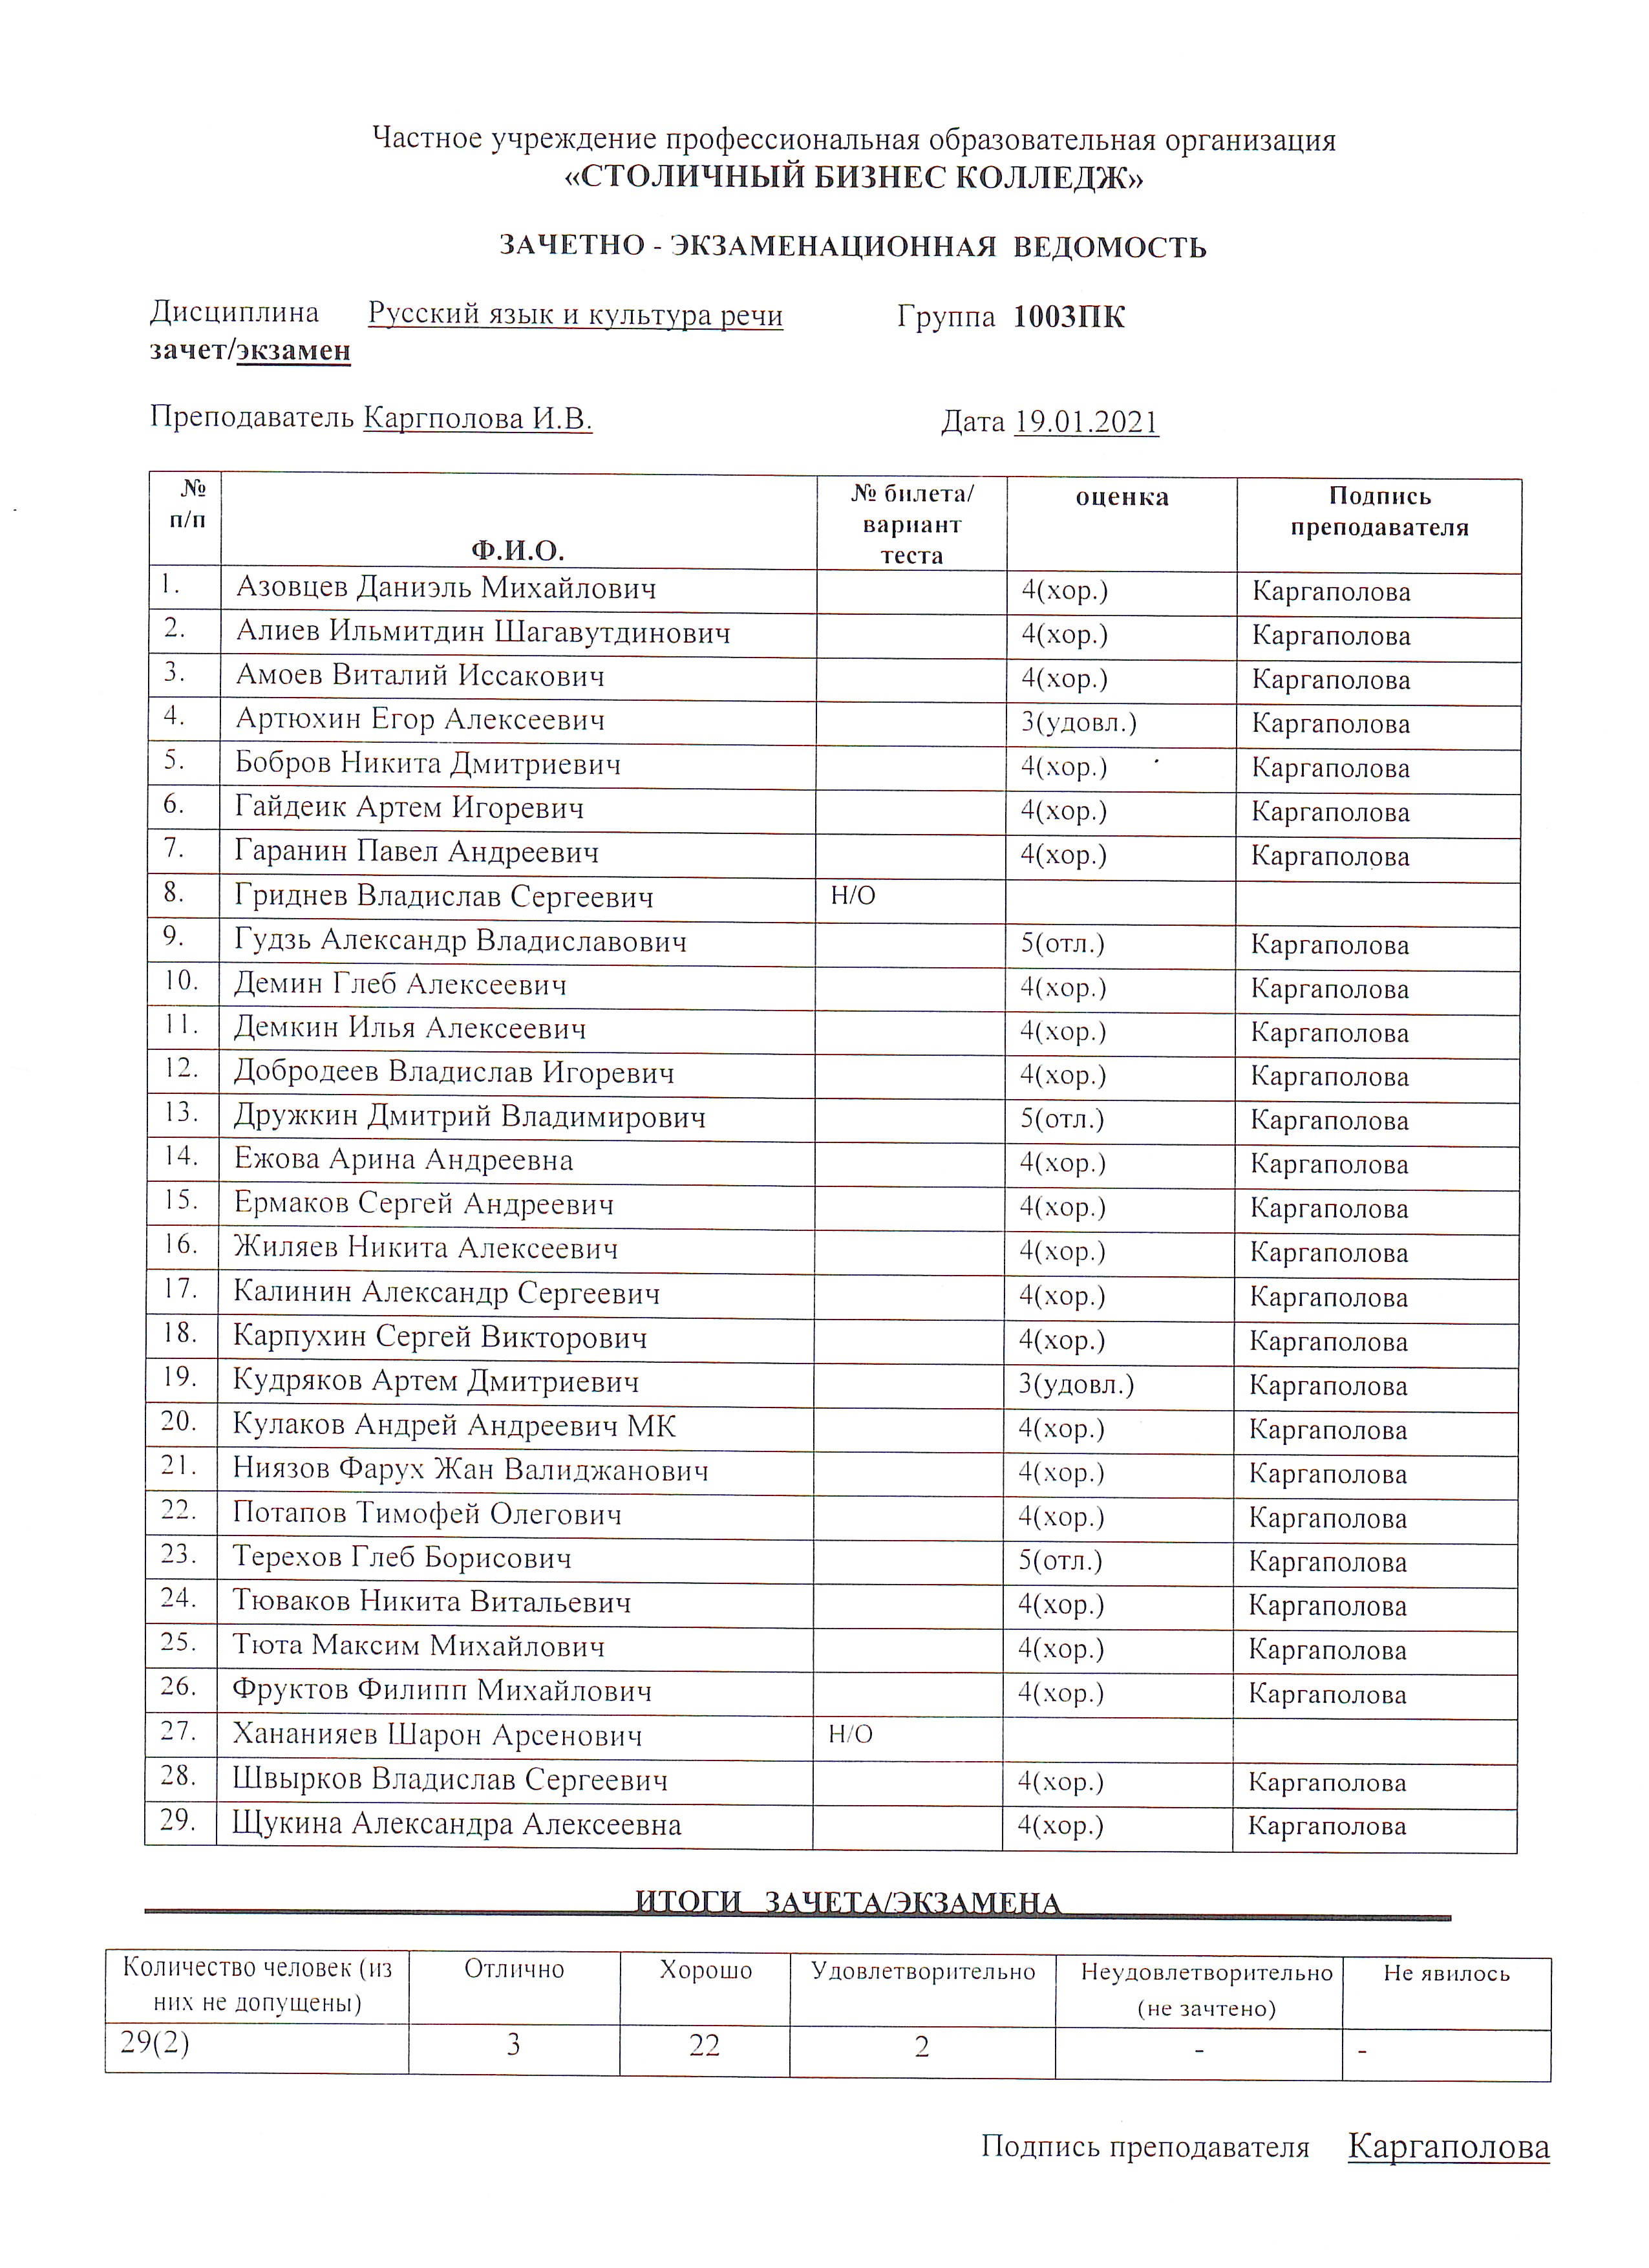 Частное учреждение профессиональная образовательная организация
«СТОЛИЧНЫЙ БИЗНЕС КОЛЛЕДЖ»
ЗАЧЕТНО - ЭКЗАМЕНАЦИОННАЯ ВЕДОМОСТЬ
Дисциплина Русский язык и культура речи Группа 1003ПК
зачет/экзамен
Преподаватель Каргполова И.В. Дата 19.01.2021
№ п/п Ф.И.О. № билета/ вариант теста оценка Подпись преподавателя
1. Азовцев Даниэль Михайлович 4(хор.) Каргаполова
2. Алиев Ильмитдин Шагавутдинович 4(хор.) Каргаполова
3. Амоев Виталий Иссакович 4(хор.) Каргаполова
4. Артюхин Егор Алексеевич 3(удовл.) Каргаполова
5. Бобров Никита Дмитриевич 4(хор.) Каргаполова
6. Гайдеик Артем Игоревич 4(хор.) Каргаполова
7. Гаранин Павел Андреевич 4(хор.) Каргаполова
8. Гриднев Владислав Сергеевич Н/О
9. Гудзь Александр Владиславович 5(отл.) Каргаполова
10. Демин Глеб Алексеевич 4(хор.) Каргаполова
11. Демкин Илья Алексеевич 4(хор.) Каргаполова
12. Добродеев Владислав Игоревич 4(хор.) Каргаполова
13. Дружкин Дмитрий Владимирович 5(отл.) Каргаполова
14. Ежова Арина Андреевна 4(хор.) Каргаполова
15. Ермаков Сергей Андреевич 4(хор.) Каргаполова
16. Жиляев Никита Алексеевич 4(хор.) Каргаполова
17. Калинин Александр Сергеевич 4(хор.) Каргаполова
18. Карпухин Сергей Викторович 4(хор.) Каргаполова
19. Кудряков Артем Дмитриевич 3(удовл.) Каргаполова
20. Кулаков Андрей Андреевич МК 4(хор.) Каргаполова
21. Ниязов Фарух Жан Валиджанович 4(хор.) Каргаполова
22. Потапов Тимофей Олегович 4(хор.) Каргаполова
23. Терехов Глеб Борисович 5(отл.) Каргаполова
24. Тюваков Никита Витальевич 4(хор.) Каргаполова
25. Тюта Максим Михайлович 4(хор.) Каргаполова
26. Фруктов Филипп Михайлович 4(хор.) Каргаполова
27. Хананияев Шарон Арсенович Н/О
28. Швырков Владислав Сергеевич 4(хор.) Каргаполова
29. Щукина Александра Алексеевна 4(хор.) Каргаполова
ИТОГИ ЗАЧЕТА/ЭКЗАМЕНА
Количество человек (из них не допущены) Отлично Хорошо Удовлетворительно Неудовлетворительно (не зачтено) Не явилось
29(2) 3 22 2 - -
Подпись преподавателя Каргаполова